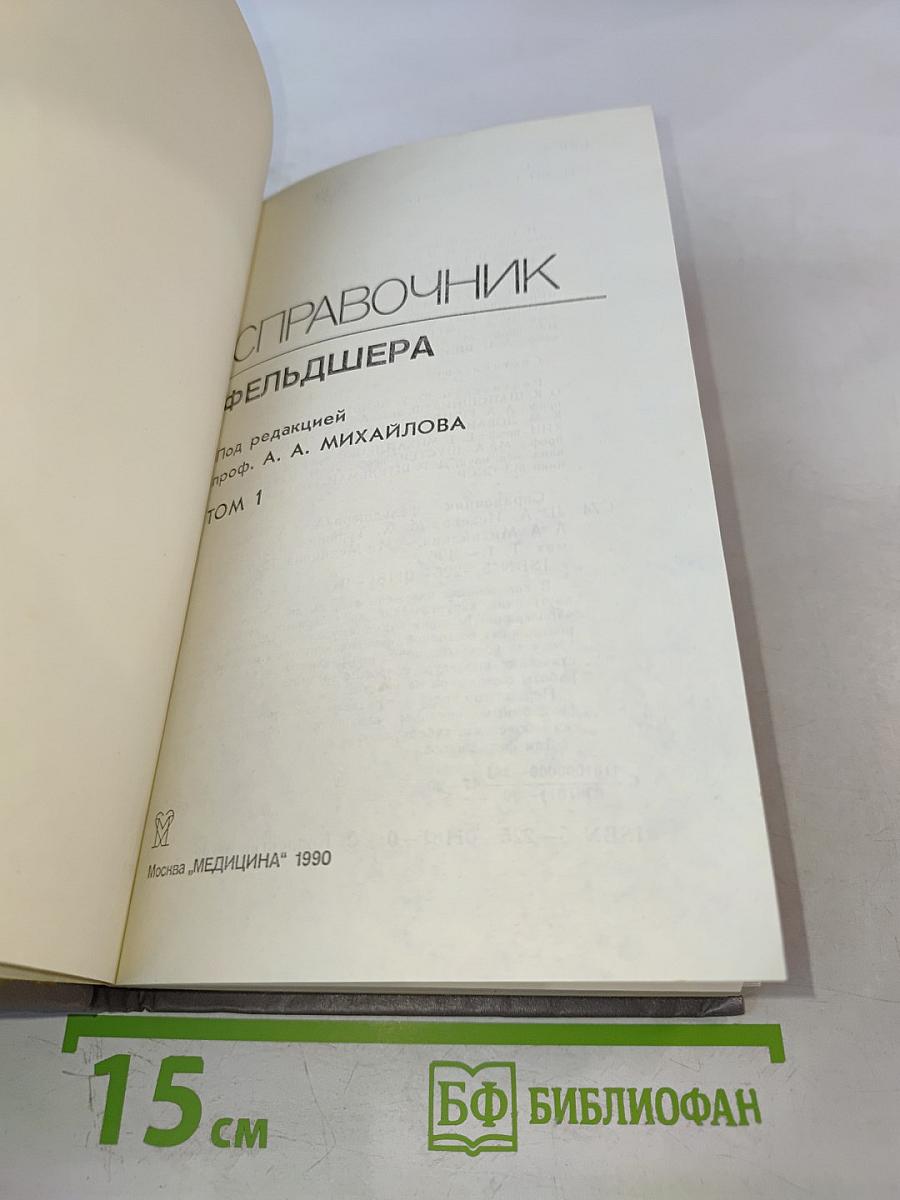 СПРАВОЧНИК
ФЕЛЬДШЕРА
Под редакцией
проф. А. А. МИХАЙЛОВА
ТОМ 1
Москва „МЕДИЦИНА“ 1990
15 см
БФ БИБЛИОФАН